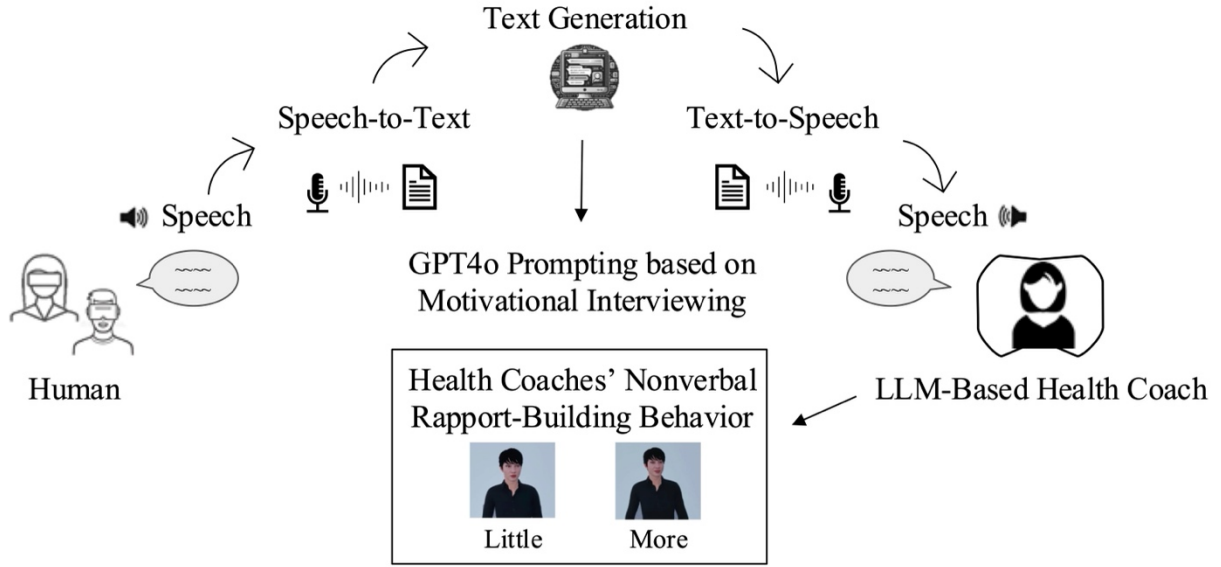 Text Generation
Speech-to-Text
Text-to-Speech
Speech
Speech
GPT4o Prompting based on
Motivational Interviewing
Human
Health Coaches’ Nonverbal
Rapport-Building Behavior
LLM-Based Health Coach
Little
More